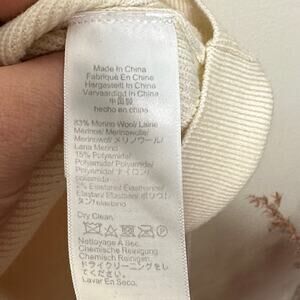 Made In China
Fabriqué En Chine
Hergestellt In China
Vervaardigd In China
中国製
hecho en china
83% Merino Wool/ Laine
Merinos/ Merinowolle/
Merinowol/ メリノウール/
Lana Merino
15% Polyamide/ Polyamide/
Polyamid/ Polyamide/
Polyamide/ ナイロン/
poliamida
2% Elastane/ Élasthanne/
Elastan/ Elastaan/ ポリウレ
タン/ elastano
Dry Clean.
Nettoyage À Sec.
Chemisch Reinigung.
Chemisch Reinigen.
ドライクリーニングをし
てください。
Lavar En Seco.